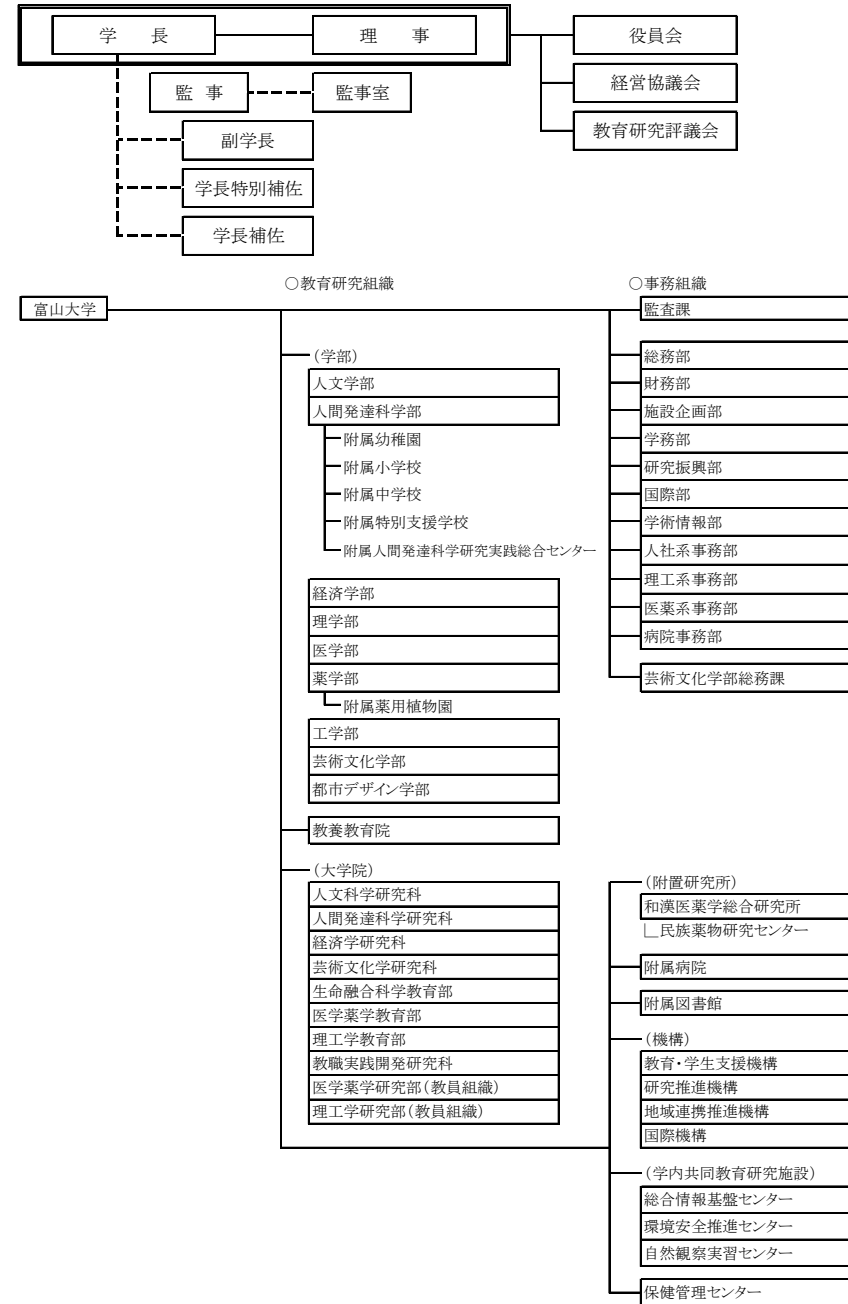 学　長
理　事
役員会
監　事
監事室
経営協議会
副学長
教育研究評議会
学長特別補佐
学長補佐
○教育研究組織
○事務組織
富山大学
監査課
(学部)
人文学部
人間発達科学部
附属幼稚園
附属小学校
附属中学校
附属特別支援学校
附属人間発達科学研究実践総合センター
経済学部
理学部
医学部
薬学部
附属薬用植物園
工学部
芸術文化学部
都市デザイン学部
教養教育院
(大学院)
人文科学研究科
人間発達科学研究科
経済学研究科
芸術文化学研究科
生命融合科学教育部
医学薬学教育部
理工学教育部
教職実践開発研究科
医学薬学研究部(教員組織)
理工学研究部(教員組織)
総務部
財務部
施設企画部
学務部
研究振興部
国際部
学術情報部
人社系事務部
理工系事務部
医薬系事務部
病院事務部
芸術文化学部総務課
(附置研究所)
和漢医薬学総合研究所
民族薬物研究センター
附属病院
附属図書館
(機構)
教育・学生支援機構
研究推進機構
地域連携推進機構
国際機構
(学内共同教育研究施設)
総合情報基盤センター
環境安全推進センター
自然観察実習センター
保健管理センター